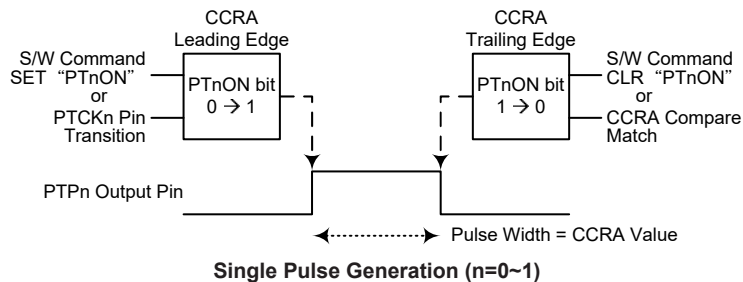 CCRA
Leading Edge
S/W Command
SET “PTnON”
or
PTCKn Pin
Transition
PTnON bit
0 → 1
CCRA
Trailing Edge
PTnON bit
1 → 0
S/W Command
CLR “PTnON”
or
CCRA Compare
Match
PTPn Output Pin
Pulse Width = CCRA Value
Single Pulse Generation (n=0~1)